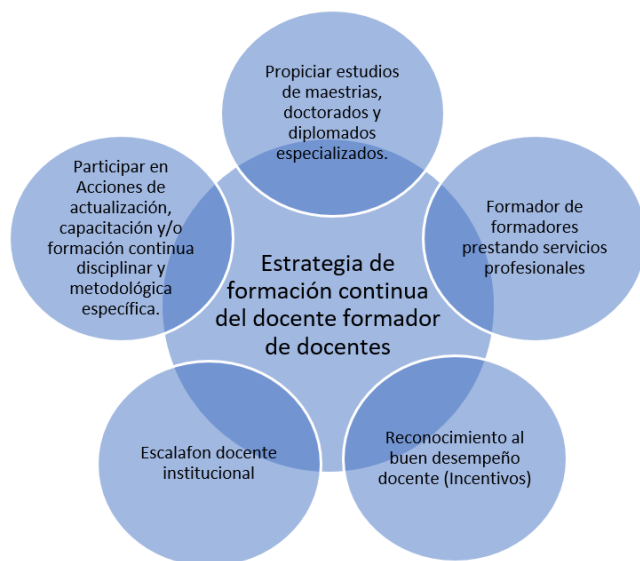 Propiciar estudios
de maestrias,
doctorados y
diplomados
especializados.
Participar en
Acciones de
actualización,
capacitación y/o
formación continua
disciplinar y
metodológica
específica.
Formador de
formadores
prestando servicios
profesionales
Estrategia de
formación continua
del docente formador
de docentes
Escalafon docente
institucional
Reconocimiento al
buen desempeño
docente (Incentivos)